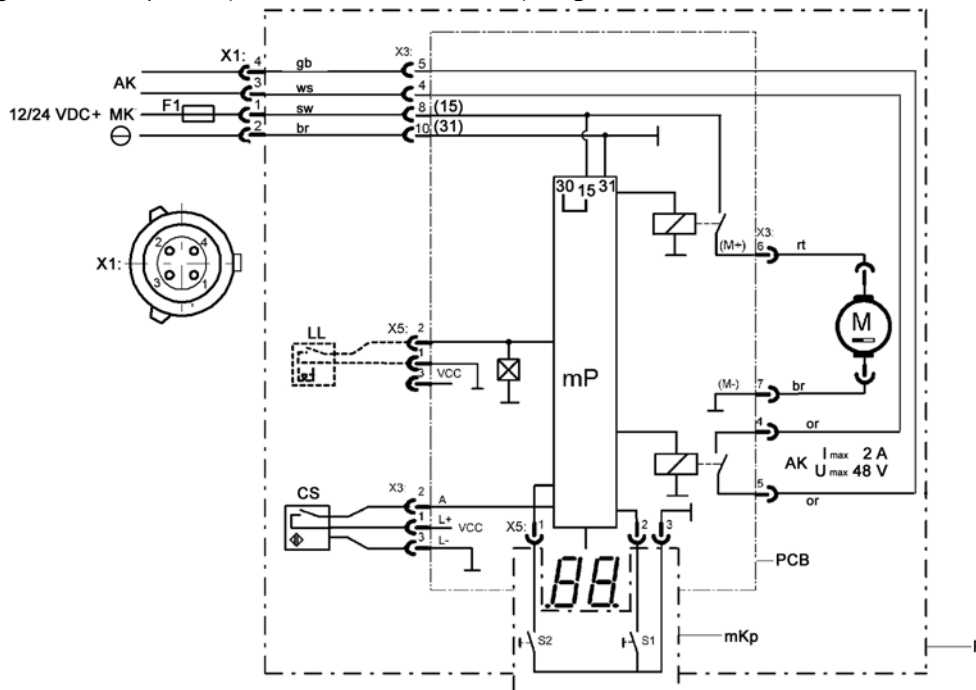 X1:
X3:
4
gb
5
AK
3
ws
4
12/24 VDC+ MK
F1
1
sw
8
(15)
2
br
10
(31)
30
15
31
X1:
2
4
3
1
(M+)
X3:
6
rt
M
LL
X5:
2
1
3
VCC
mP
(M-)
7
br
4
or
AK
I max 2 A
U max 48 V
5
or
CS
X3:
2
A
1
L+
VCC
3
L-
X5:
1
2
3
88
PCB
S2
S1
mKp